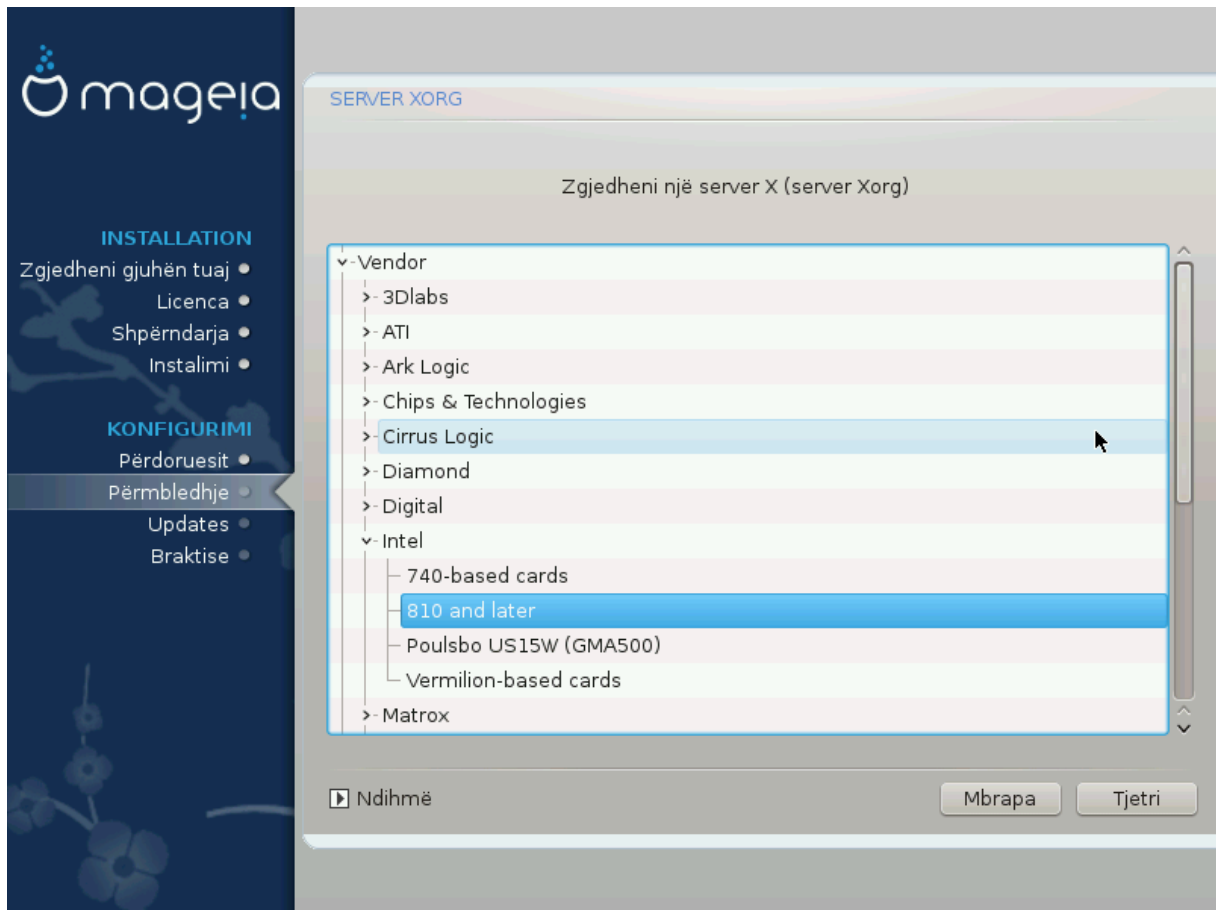 mageia
INSTALLATION
Zgjedheni gjuhën tuaj
Licenca
Shpërndarja
Instalimi
KONFIGURIMI
Përdoruesit
Përmbledhje
Updates
Braktise
SERVER XORG
Zgjedheni një server X (server Xorg)
Vendor
3Dlabs
ATI
Ark Logic
Chips & Technologies
Cirrus Logic
Diamond
Digital
Intel
740-based cards
810 and later
Poulsbo US15W (GMA500)
Vermilion-based cards
Matrox
Ndihmë
Mbrapa
Tjetri